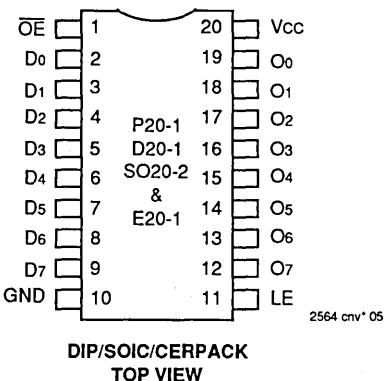 OE 1 20 Vcc
D0 2 19 O0
D1 3 18 O1
D2 4 17 O2
P20-1
D3 5 D20-1 16 O3
D4 6 SO20-2 15 O4
&
D5 7 E20-1 14 O5
D6 8 13 O6
D7 9 12 O7
GND 10 11 LE
2564 cnv* 05
DIP/SOIC/CERPACK
TOP VIEW